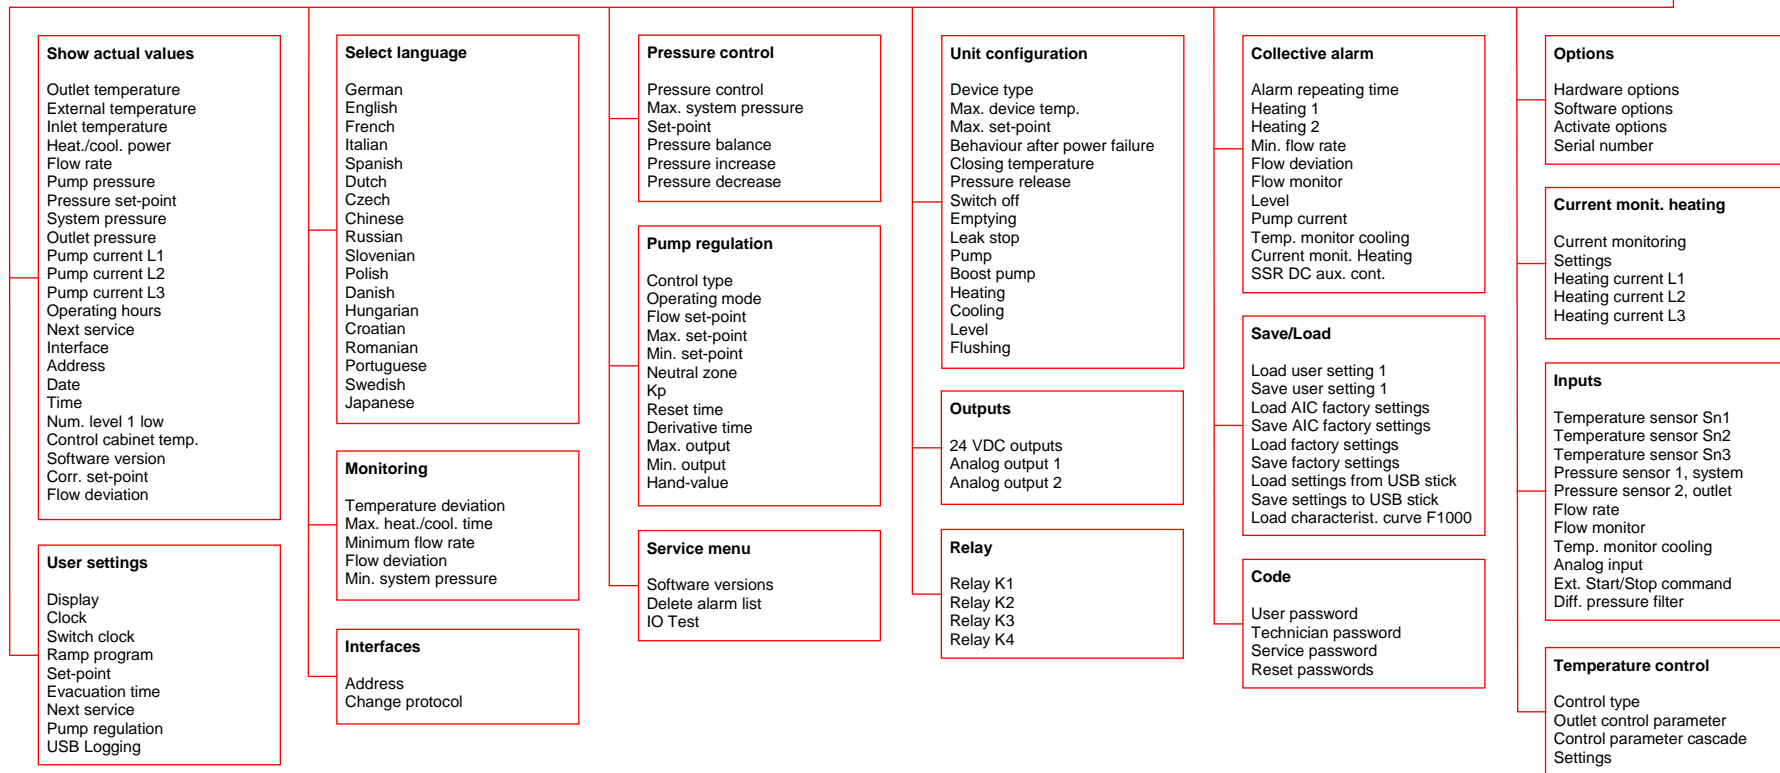 Show actual values
Outlet temperature
External temperature
Inlet temperature
Heat./cool. power
Flow rate
Pump pressure
Pressure set-point
System pressure
Outlet pressure
Pump current L1
Pump current L2
Pump current L3
Operating hours
Next service
Interface
Address
Date
Time
Num. level 1 low
Control cabinet temp.
Software version
Corr. set-point
Flow deviation
User settings
Display
Clock
Switch clock
Ramp program
Set-point
Evacuation time
Next service
Pump regulation
USB Logging
Select language
German
English
French
Italian
Spanish
Dutch
Czech
Chinese
Russian
Slovenian
Polish
Danish
Hungarian
Croatian
Romanian
Portuguese
Swedish
Japanese
Monitoring
Temperature deviation
Max. heat./cool. time
Minimum flow rate
Flow deviation
Min. system pressure
Interfaces
Address
Change protocol
Pressure control
Pressure control
Max. system pressure
Set-point
Pressure balance
Pressure increase
Pressure decrease
Pump regulation
Control type
Operating mode
Flow set-point
Max. set-point
Min. set-point
Neutral zone
Kp
Reset time
Derivative time
Max. output
Min. output
Hand-value
Service menu
Software versions
Delete alarm list
IO Test
Unit configuration
Device type
Max. device temp.
Max. set-point
Behaviour after power failure
Closing temperature
Pressure release
Switch off
Emptying
Leak stop
Pump
Boost pump
Heating
Cooling
Level
Flushing
Outputs
24 VDC outputs
Analog output 1
Analog output 2
Relay
Relay K1
Relay K2
Relay K3
Relay K4
Collective alarm
Alarm repeating time
Heating 1
Heating 2
Min. flow rate
Flow deviation
Flow monitor
Level
Pump current
Temp. monitor cooling
Current monit. Heating
SSR DC aux. cont.
Save/Load
Load user setting 1
Save user setting 1
Load AIC factory settings
Save AIC factory settings
Load factory settings
Save factory settings
Load settings from USB stick
Save settings to USB stick
Load characterist. curve F1000
Code
User password
Technician password
Service password
Reset passwords
Options
Hardware options
Software options
Activate options
Serial number
Current monit. heating
Current monitoring
Settings
Heating current L1
Heating current L2
Heating current L3
Inputs
Temperature sensor Sn1
Temperature sensor Sn2
Temperature sensor Sn3
Pressure sensor 1, system
Pressure sensor 2, outlet
Flow rate
Flow monitor
Temp. monitor cooling
Analog input
Ext. Start/Stop command
Diff. pressure filter
Temperature control
Control type
Outlet control parameter
Control parameter cascade
Settings